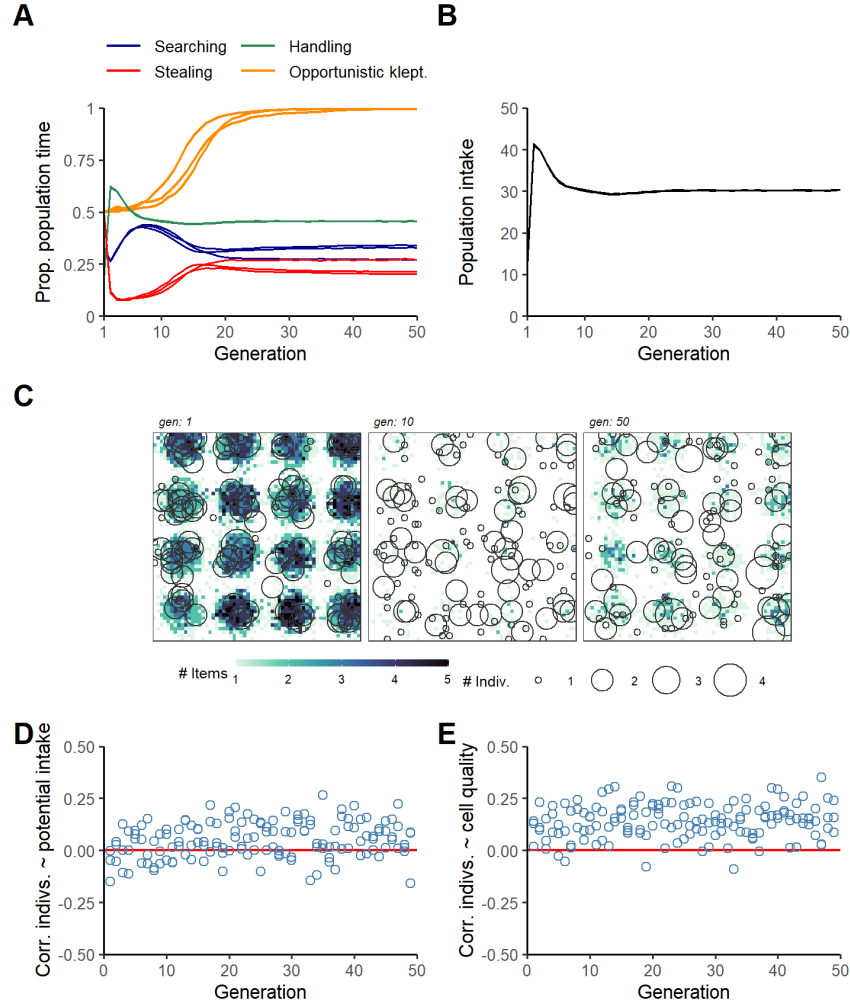 A
Searching
Handling
Stealing
Opportunistic klept.
Prop. population time
1
0.75
0.5
0.25
0
1
10
20
30
40
50
Generation
B
Population intake
50
40
30
20
10
0
1
10
20
30
40
50
Generation
C
gen: 1
gen: 10
gen: 50
# Items
1
2
3
4
5
# Indiv.
1
2
3
4
D
Corr. indivs. ~ potential intake
0.50
0.25
0.00
-0.25
-0.50
0
10
20
30
40
50
Generation
E
Corr. indivs. ~ cell quality
0.50
0.25
0.00
-0.25
-0.50
0
10
20
30
40
50
Generation